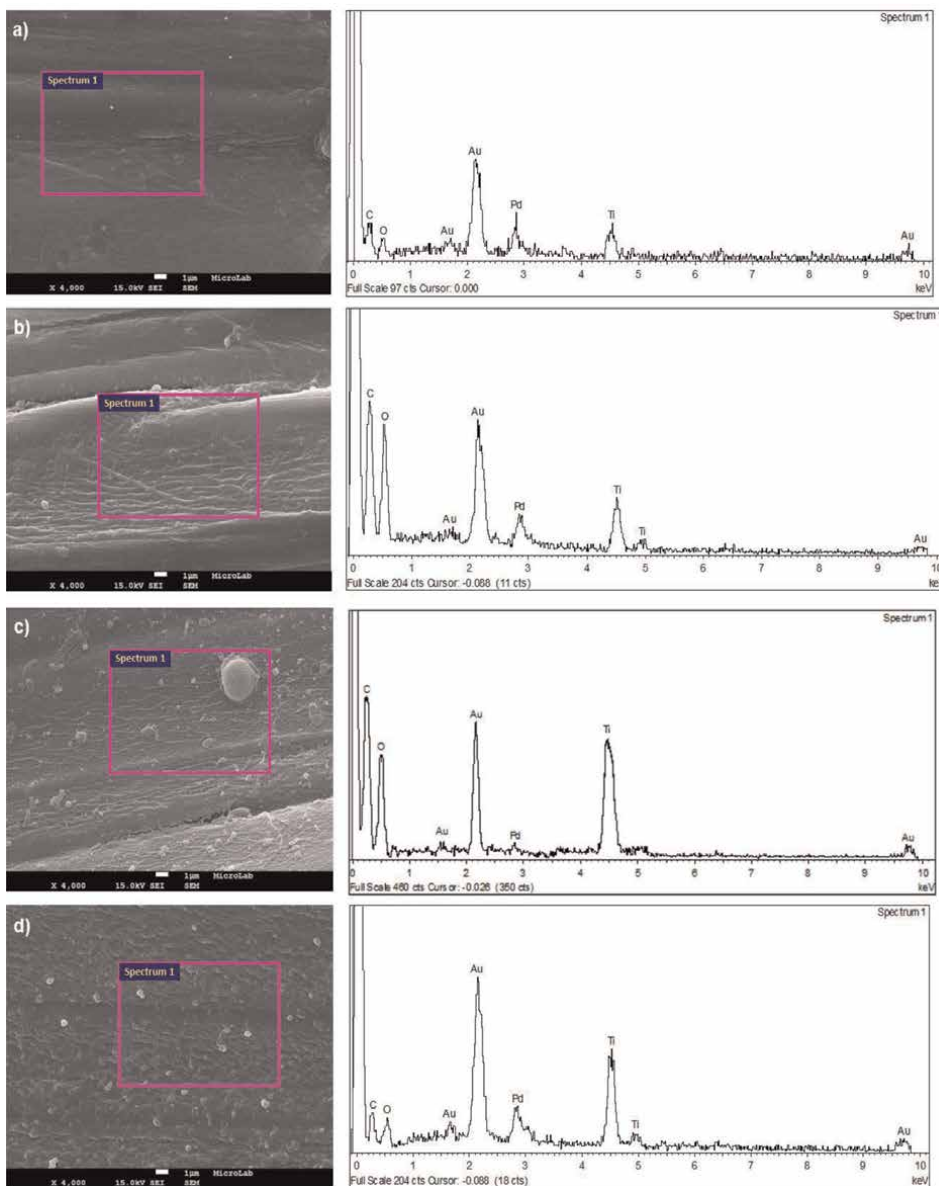 a)
Spectrum 1
X 4,000 15.0kV SEI 1µm MicroLab
SEM
Spectrum 1
C
O
Au
Au
Pd
Ti
Au
0 1 2 3 4 5 6 7 8 9 10
Full Scale 97 cts Cursor: 0.000
keV
b)
Spectrum 1
X 4,000 15.0kV SEI 1µm MicroLab
SEM
Spectrum 1
C
O
Au
Au
Pd
Ti
Ti
Au
0 1 2 3 4 5 6 7 8 9 10
Full Scale 204 cts Cursor: -0.088 (11 cts)
keV
c)
Spectrum 1
X 4,000 15.0kV SEI 1µm MicroLab
SEM
Spectrum 1
C
O
Au
Au
Pd
Ti
Au
0 1 2 3 4 5 6 7 8 9 10
Full Scale 460 cts Cursor: -0.026 (350 cts)
keV
d)
Spectrum 1
X 4,000 15.0kV SEI 1µm MicroLab
SEM
Spectrum 1
C
O
Au
Au
Pd
Ti
Ti
Au
0 1 2 3 4 5 6 7 8 9 10
Full Scale 204 cts Cursor: -0.088 (18 cts)
keV